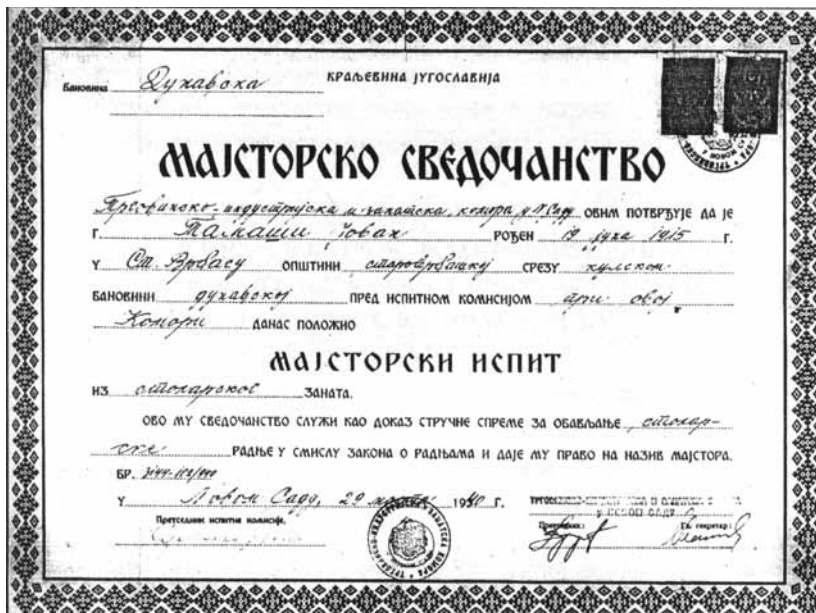 КРАЉЕВИНА ЈУГОСЛАВИЈА
Бановина Дунавска
МАЈСТОРСКО СВЕДОЧАНСТВО
Трговинско-индустријска и занатска комора у Н. Саду ОВИМ ПОТВРЂУЈЕ ДА ЈЕ
Г. Тамаши Јован РОЂЕН 19 јуна 1915 Г.
У Ст. Врбасу ОПШТИНИ старoврбашкој СРЕЗУ кулском
БАНОВИНИ дунавској ПРЕД ИСПИТНОМ КОМИСИЈОМ при овој
Комори ДАНАС ПОЛОЖИО
МАЈСТОРСКИ ИСПИТ
ИЗ столарског ЗАНАТА.
ОВО МУ СВЕДОЧАНСТВО СЛУЖИ КАО ДОКАЗ СТРУЧНЕ СПРЕМЕ ЗА ОБАВЉАЊЕ столар-
ске РАДЊЕ У СМИСЛУ ЗАКОНА О РАДЊАМА И ДАЈЕ МУ ПРАВО НА НАЗИВ МАЈСТОРА.
БР.
У Новом Саду, 29 марта 1940 Г.
Претседник испитне комисије,
Претседник: Гл. секретар: